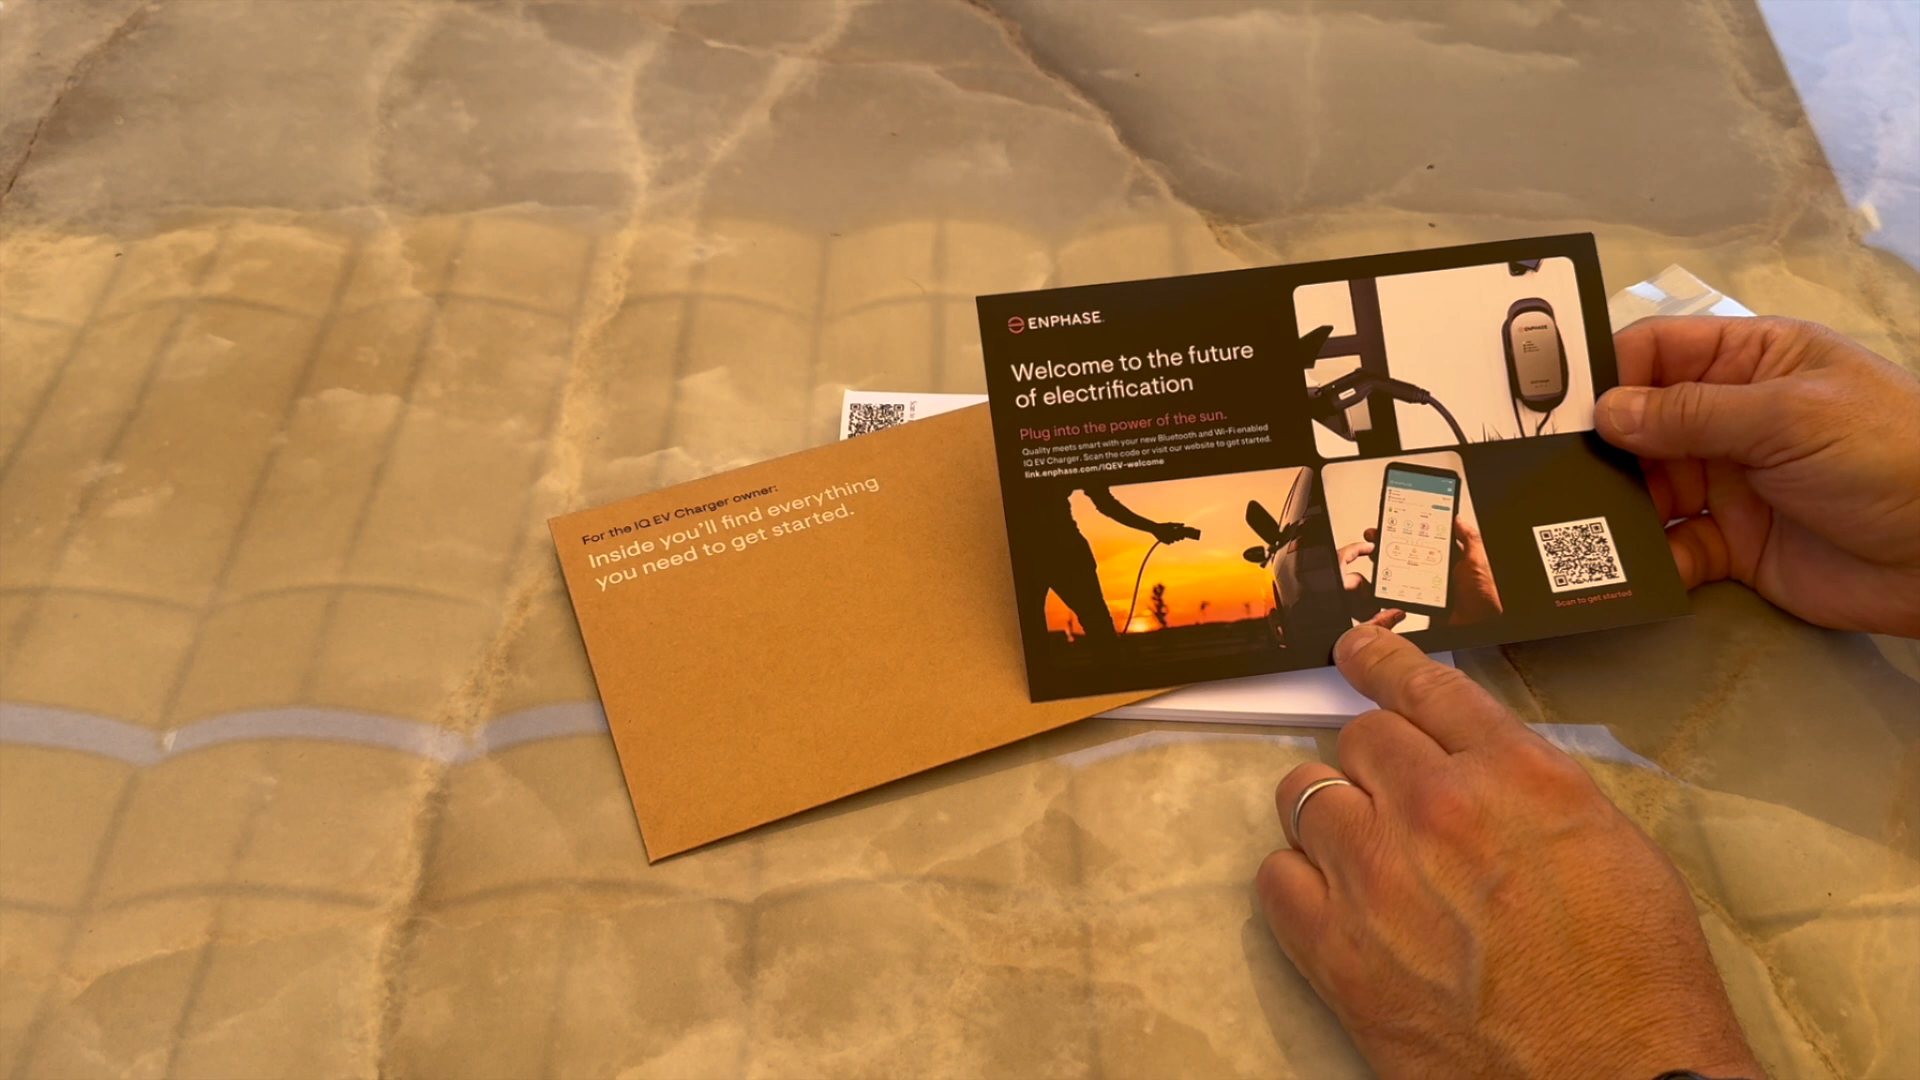 For the IQ EV Charger owner:
Inside you'll find everything
you need to get started.
ENPHASE
Welcome to the future
of electrification
Plug into the power of the sun.
Quality meets smart with your new Bluetooth and Wi-Fi-enabled
IQ EV Charger. Scan the code or visit our website to get started.
link.enphase.com/IQEV-welcome
ENPHASE
Scan to get started